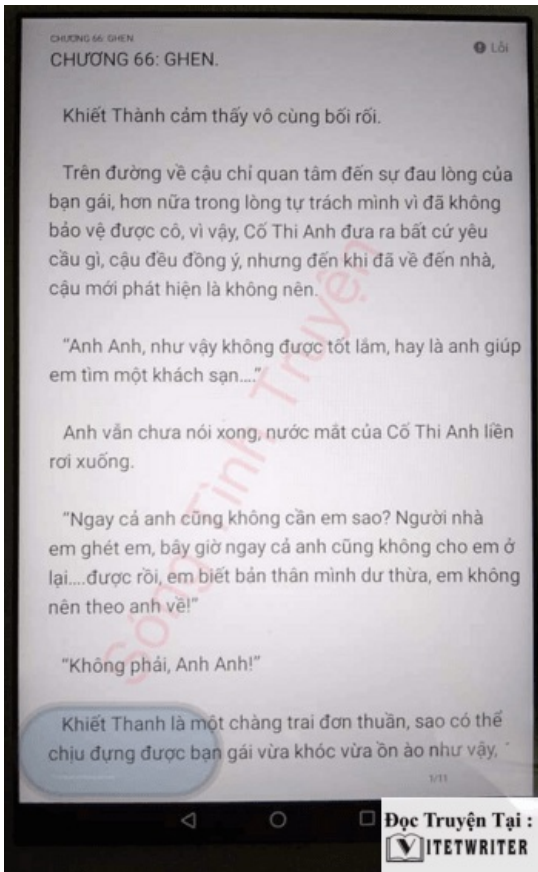 CHƯƠNG 66: GHEN
CHƯƠNG 66: GHEN.
Lỗi
Khiết Thành cảm thấy vô cùng bối rối.
Trên đường về cậu chỉ quan tâm đến sự đau lòng của
bạn gái, hơn nữa trong lòng tự trách mình vì đã không
bảo vệ được cô, vì vậy, Cố Thi Anh đưa ra bất cứ yêu
cầu gì, cậu đều đồng ý, nhưng đến khi đã về đến nhà,
cậu mới phát hiện là không nên.
“Anh Anh, như vậy không được tốt lắm, hay là anh giúp
em tìm một khách sạn....”
Anh vẫn chưa nói xong, nước mắt của Cố Thi Anh liền
rơi xuống.
“Ngay cả anh cũng không cần em sao? Người nhà
em ghét em, bây giờ ngay cả anh cũng không cho em ở
lại....được rồi, em biết bản thân mình dư thừa, em không
nên theo anh về!”
“Không phải, Anh Anh!”
Khiết Thanh là một chàng trai đơn thuần, sao có thể
chịu đựng được bạn gái vừa khóc vừa ồn ào như vậy,
1/11
Sóng Tình Truyện
Đọc Truyện Tại :
VITETWRITER